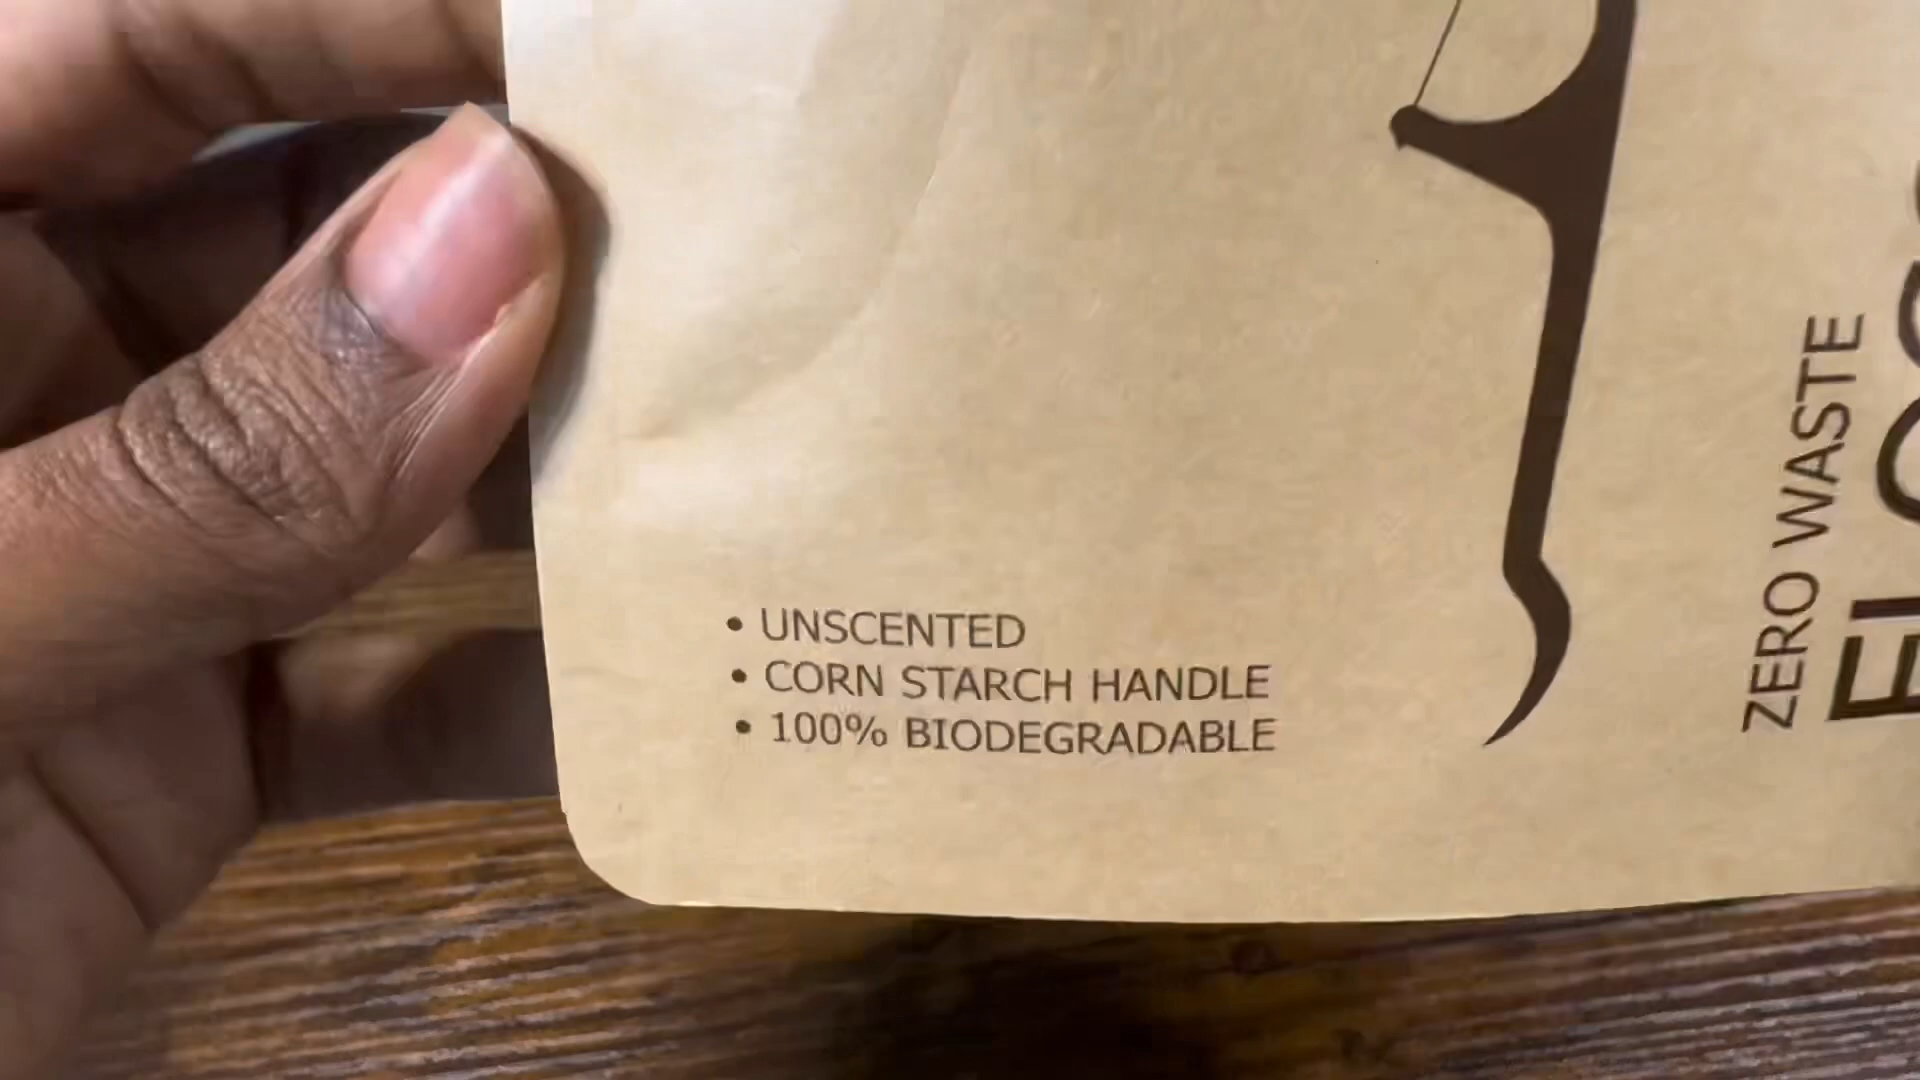 • UNSCENTED
• CORN STARCH HANDLE
• 100% BIODEGRADABLE
ZERO WASTE